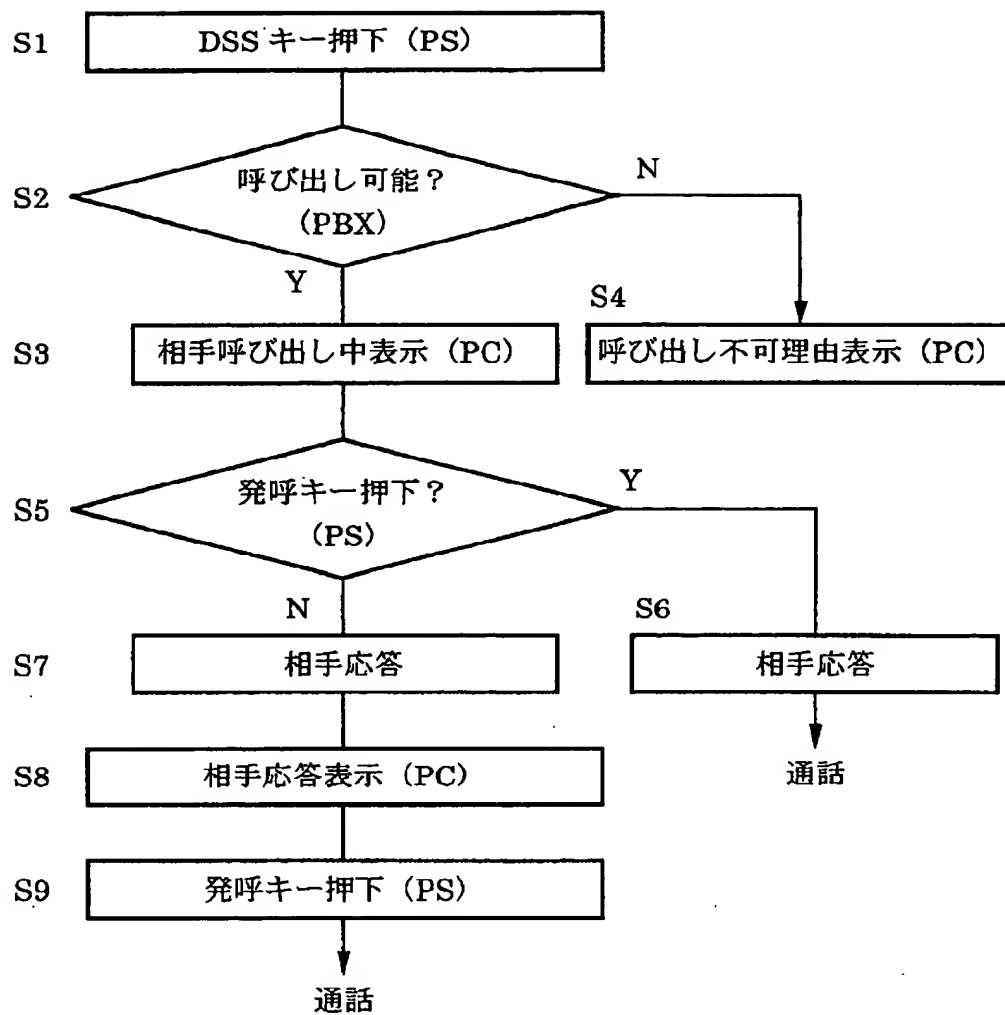 S1
DSSキー押下 (PS)
S2
呼び出し可能？
(PBX)
N
Y
S3
相手呼び出し中表示 (PC)
S4
呼び出し不可理由表示 (PC)
S5
発呼キー押下？
(PS)
Y
N
S6
相手応答
通話
S7
相手応答
S8
相手応答表示 (PC)
S9
発呼キー押下 (PS)
通話